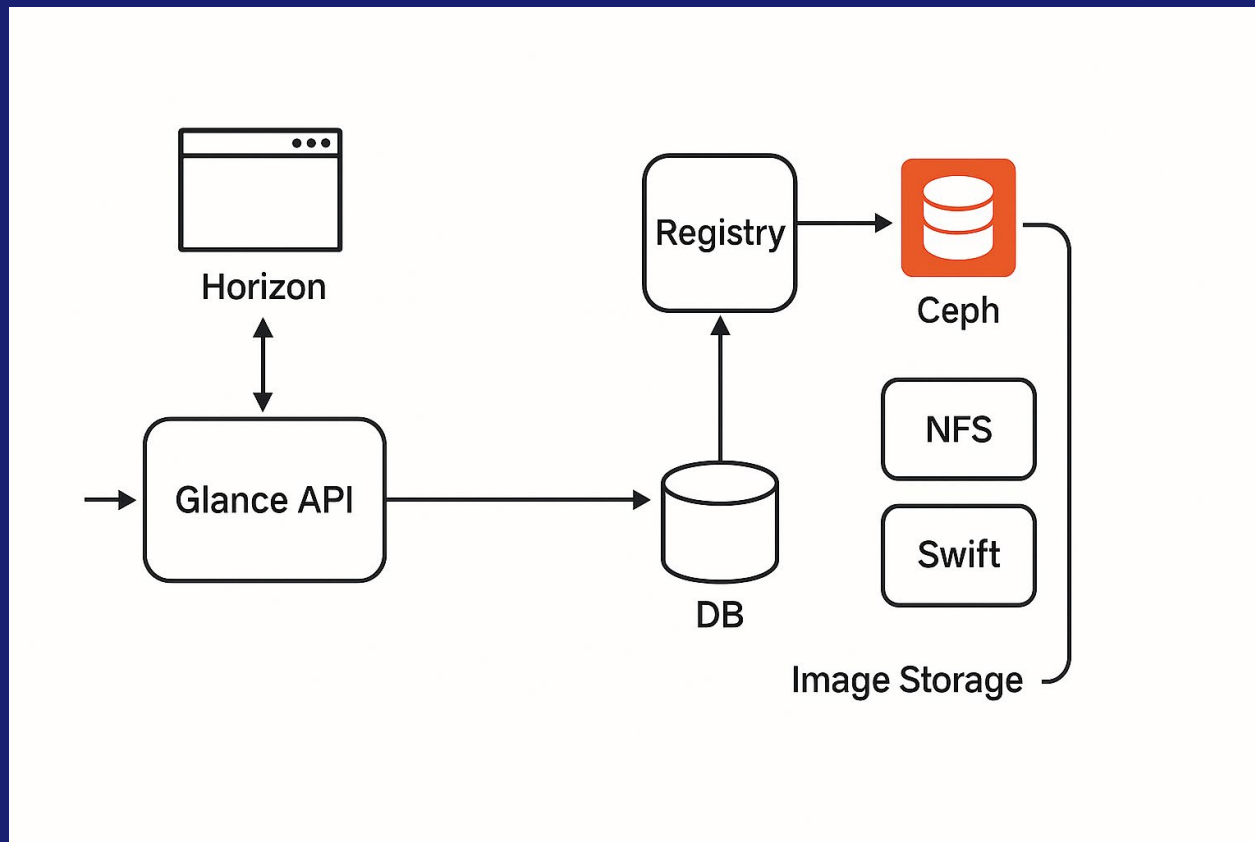 Horizon
Glance API
Registry
DB
Ceph
NFS
Swift
Image Storage